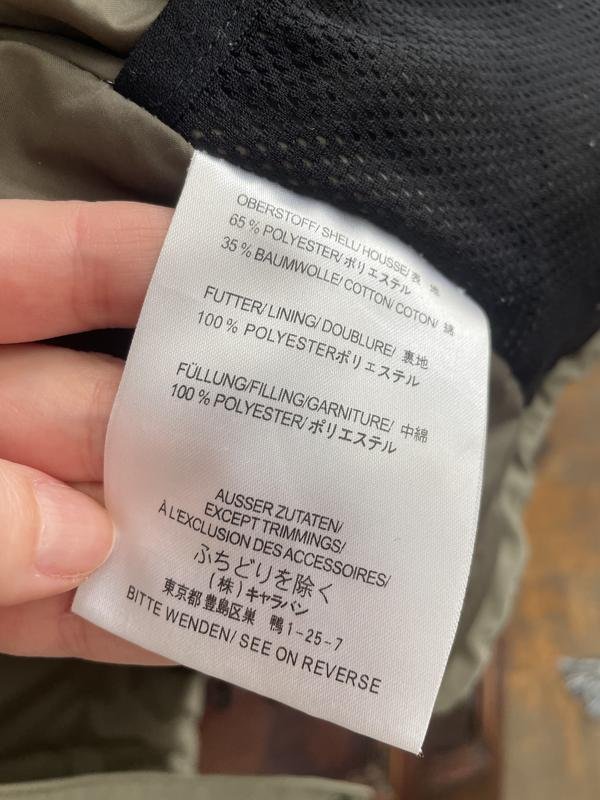 OBERSTOFF/ SHELL/ HOUSSE/ 表 地
65 % POLYESTER/ポリエステル
35 % BAUMWOLLE/ COTTON/ COTON/ 綿
FUTTER/ LINING/ DOUBLURE/ 裏地
100 % POLYESTERポリエステル
FÜLLUNG/FILLING/GARNITURE/ 中綿
100 % POLYESTER/ ポリエステル
AUSSER ZUTATEN/
EXCEPT TRIMMINGS/
À L'EXCLUSION DES ACCESSOIRES/
ふちどりを除く
(株) キャラバン
東京都 豊島区巣 鴨 1-25-7
BITTE WENDEN/ SEE ON REVERSE